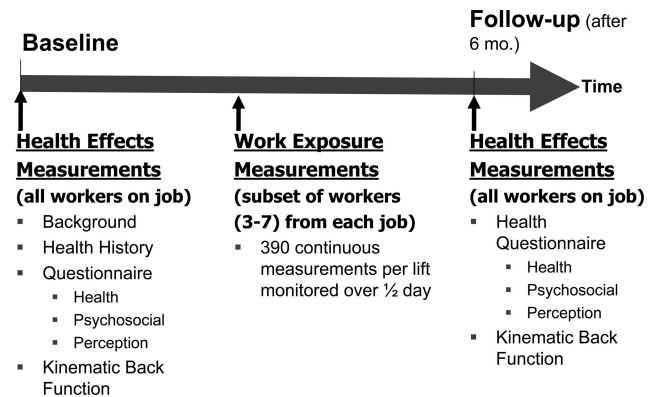 Baseline
Follow-up (after
6 mo.)
Time
Health Effects
Measurements
(all workers on job)
▪ Background
▪ Health History
▪ Questionnaire
▪ Health
▪ Psychosocial
▪ Perception
▪ Kinematic Back
Function
Work Exposure
Measurements
(subset of workers
(3-7) from each job)
▪ 390 continuous
measurements per lift
monitored over ½ day
Health Effects
Measurements
(all workers on job)
▪ Health
Questionnaire
▪ Health
▪ Psychosocial
▪ Perception
▪ Kinematic Back
Function